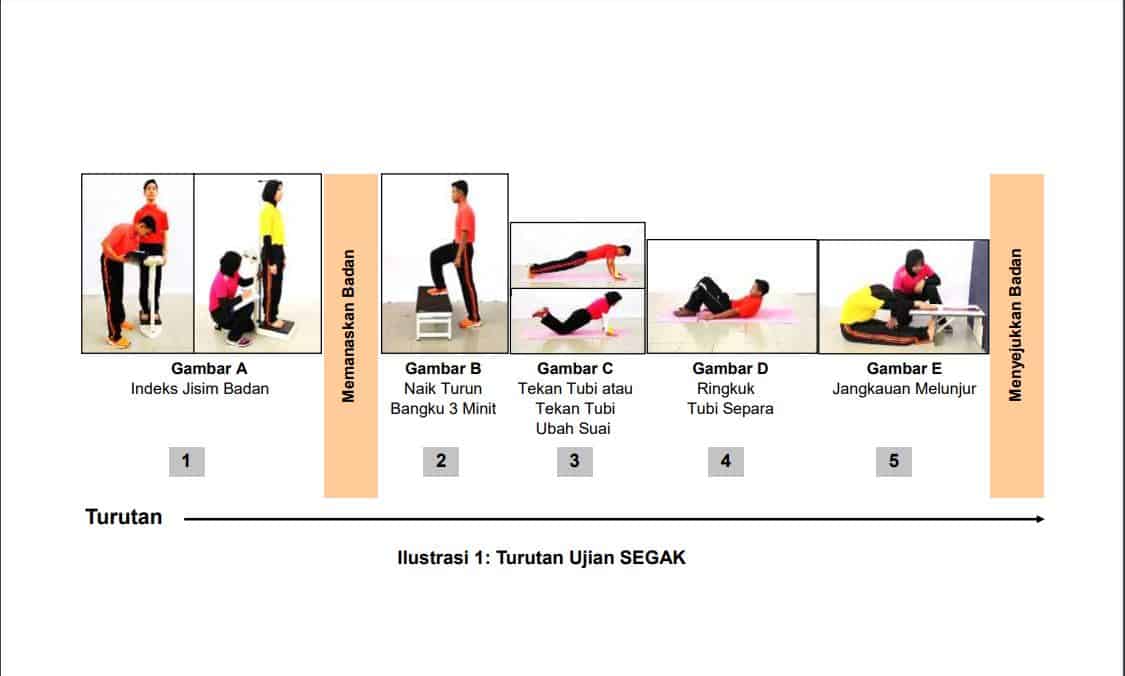 Memanaskan Badan
Menyejukkan Badan
Gambar A
Indeks Jisim Badan
Gambar B
Naik Turun
Bangku 3 Minit
Gambar C
Tekan Tubi atau
Tekan Tubi
Ubah Suai
Gambar D
Ringkuk
Tubi Separa
Gambar E
Jangkauan Melunjur
1
2
3
4
5
Turutan
Ilustrasi 1: Turutan Ujian SEGAK